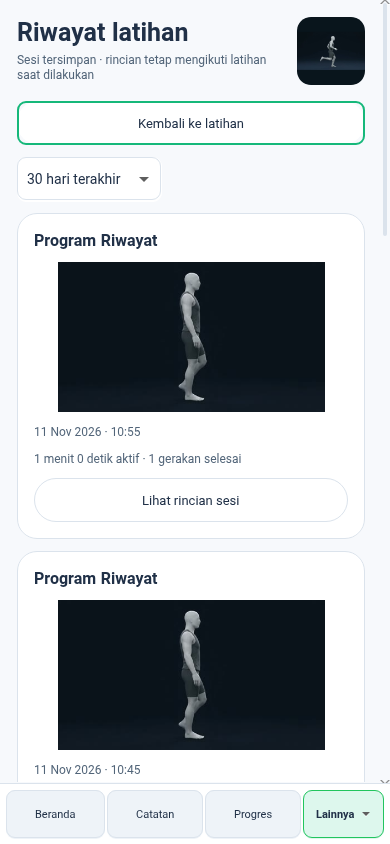 Riwayat latihan
Sesi tersimpan · rincian tetap mengikuti latihan
saat dilakukan
Kembali ke latihan
30 hari terakhir
Program Riwayat
11 Nov 2026 · 10:55
1 menit 0 detik aktif · 1 gerakan selesai
Lihat rincian sesi
Program Riwayat
11 Nov 2026 · 10:45
Beranda
Catatan
Progres
Lainnya